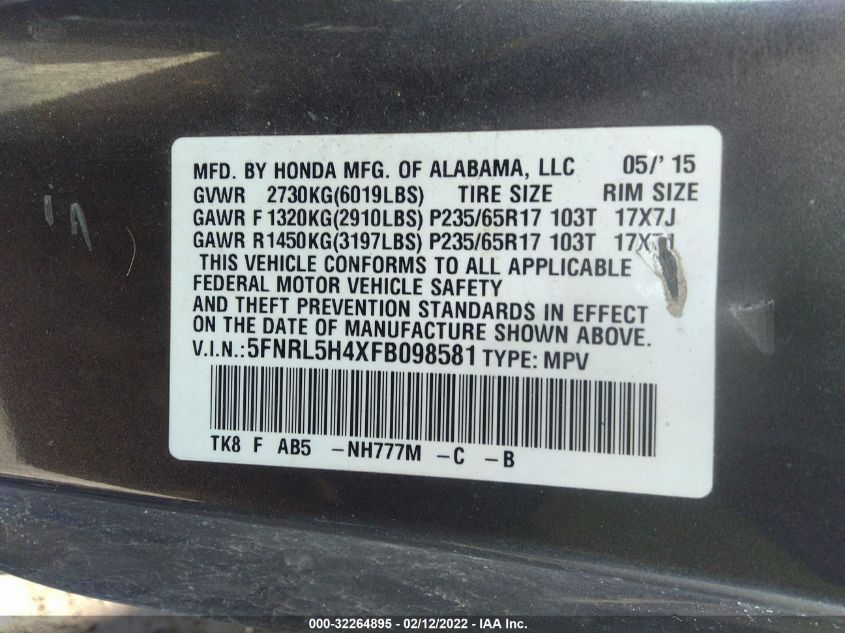 MFD. BY HONDA MFG. OF ALABAMA, LLC 05/' 15
GVWR 2730KG(6019LBS) TIRE SIZE RIM SIZE
GAWR F 1320KG(2910LBS) P235/65R17 103T 17X7J
GAWR R1450KG(3197LBS) P235/65R17 103T 17X7J
THIS VEHICLE CONFORMS TO ALL APPLICABLE
FEDERAL MOTOR VEHICLE SAFETY
AND THEFT PREVENTION STANDARDS IN EFFECT
ON THE DATE OF MANUFACTURE SHOWN ABOVE.
V.I.N.:5FNRL5H4XFB098581 TYPE: MPV
TK8 F AB5 -NH777M -C -B
000-32264895 - 02/12/2022 - IAA, Inc.